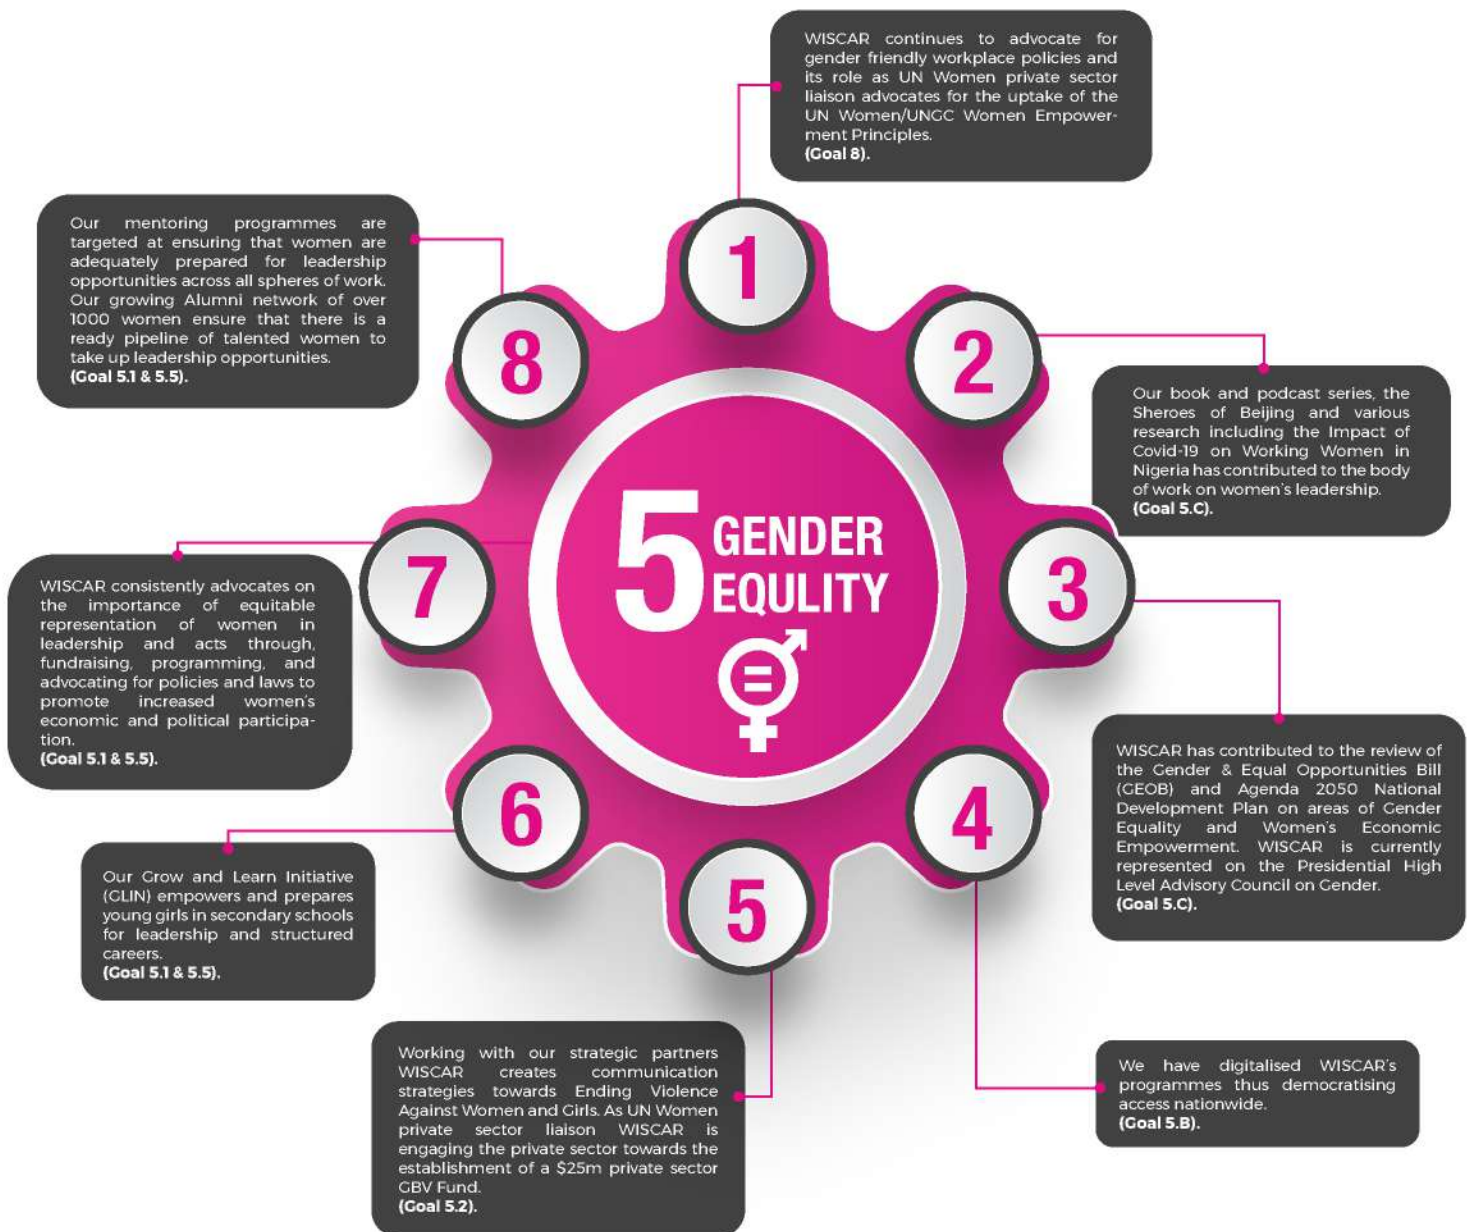 WISCAR continues to advocate for
gender friendly workplace policies and
its role as UN Women private sector
liaison advocates for the uptake of the
UN Women/UNGC Women Empower-
ment Principles.
(Goal 8).
Our mentoring programmes are
targeted at ensuring that women are
adequately prepared for leadership
opportunities across all spheres of work.
Our growing Alumni network of over
1000 women ensure that there is a
ready pipeline of talented women to
take up leadership opportunities.
(Goal 5.1 & 5.5).
1
8
2
Our book and podcast series, the
Sheroes of Beijing and various
research including the Impact of
Covid-19 on Working Women in
Nigeria has contributed to the body
of work on women's leadership.
(Goal 5.C).
5 GENDER
EQULITY
7
3
WISCAR consistently advocates on
the importance of equitable
representation of women in
leadership and acts through,
fundraising, programming, and
advocating for policies and laws to
promote increased women's
economic and political participa-
tion.
(Goal 5.1 & 5.5).
WISCAR has contributed to the review of
the Gender & Equal Opportunities Bill
(GEOB) and Agenda 2050 National
Development Plan on areas of Gender
Equality and Women's Economic
Empowerment. WISCAR is currently
represented on the Presidential High
Level Advisory Council on Gender.
(Goal 5.C).
6
4
5
Our Grow and Learn Initiative
(GLIN) empowers and prepares
young girls in secondary schools
for leadership and structured
careers.
(Goal 5.1 & 5.5).
Working with our strategic partners
WISCAR creates communication
strategies towards Ending Violence
Against Women and Girls. As UN Women
private sector liaison WISCAR is
engaging the private sector towards the
establishment of a $25m private sector
GBV Fund.
(Goal 5.2).
We have digitalised WISCAR's
programmes thus democratising
access nationwide.
(Goal 5.B).